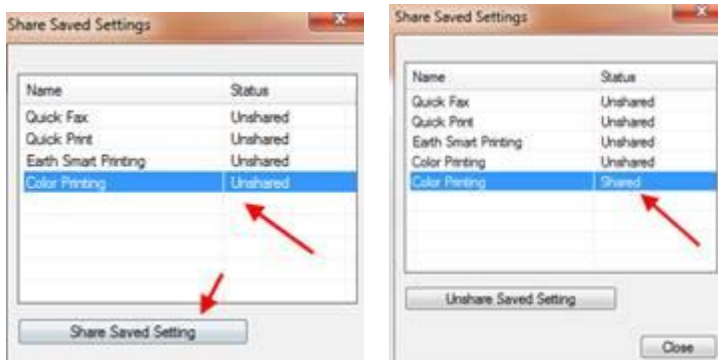 Share Saved Settings
Name Status
Quick Fax Unshared
Quick Print Unshared
Earth Smart Printing Unshared
Color Printing Unshared
Share Saved Setting
Share Saved Settings
Name Status
Quick Fax Unshared
Quick Print Unshared
Earth Smart Printing Unshared
Color Printing Unshared
Color Printing Shared
Unshare Saved Setting
Close